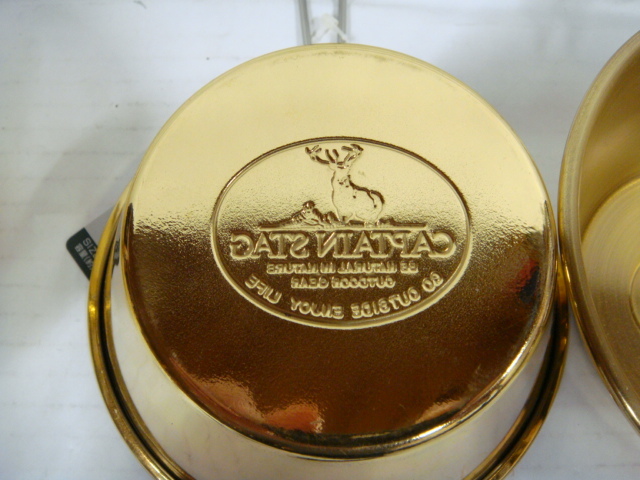 CAPTAIN STAG
BE NATURAL IN NATURE
OUTDOOR GEAR
GO OUTSIDE ENJOY LIFE